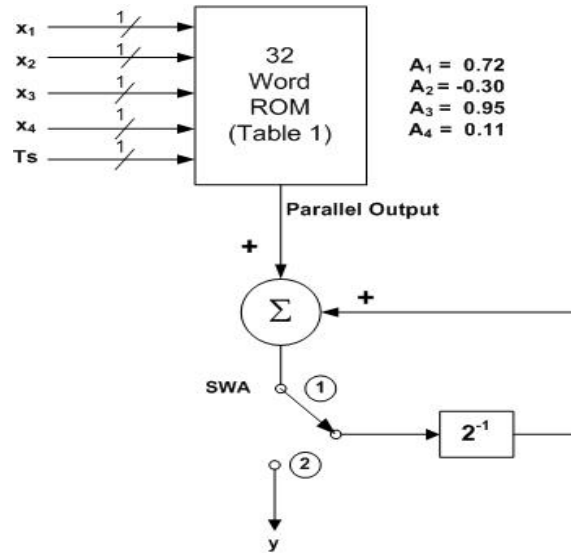 x₁
1
x₂
1
x₃
1
x₄
1
Ts
1
32
Word
ROM
(Table 1)
A₁ = 0.72
A₂ = -0.30
A₃ = 0.95
A₄ = 0.11
Parallel Output
+
Σ
+
SWA
1
2⁻¹
2
y